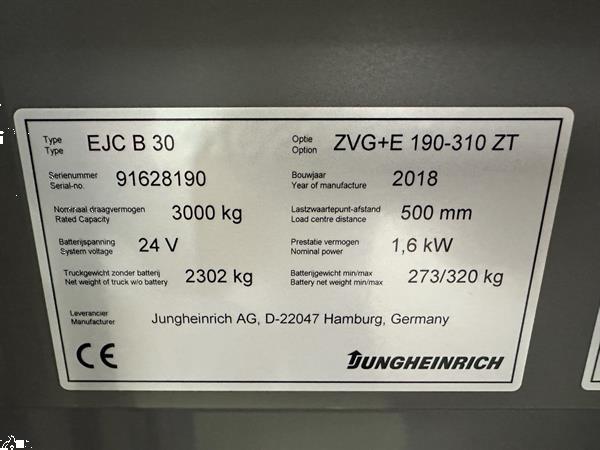 Type EJC B 30 Optie ZVG+E 190-310 ZT
Type Option
Serienummer 91628190 Bouwjaar 2018
Serial-no. Year of manufacture
Nominaal draagvermogen 3000 kg Lastzwaartepunt-afstand 500 mm
Rated Capacity Load centre distance
Batterijspanning 24 V Prestatie vermogen 1,6 kW
System voltage Nominal power
Truckgewicht zonder batterij 2302 kg Batterijgewicht min/max 273/320 kg
Net weight of truck w/o battery Battery net weight min/max
Leverancier Jungheinrich AG, D-22047 Hamburg, Germany
Manufacturer
CE JUNGHEINRICH